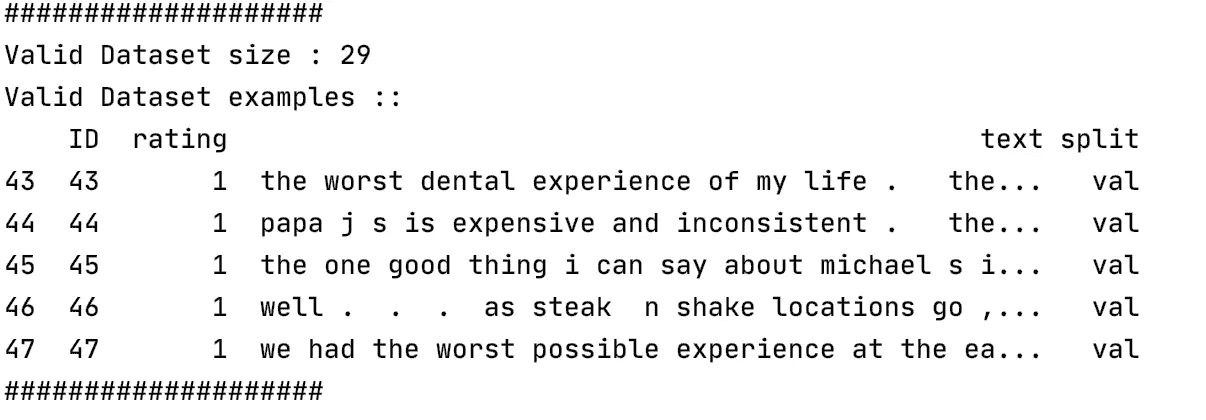 ####################
Valid Dataset size : 29
Valid Dataset examples ::
    ID  rating                                               text split
43  43       1  the worst dental experience of my life .   the...   val
44  44       1  papa j s is expensive and inconsistent .   the...   val
45  45       1  the one good thing i can say about michael s i...   val
46  46       1  well .  .  .  as steak  n shake locations go ,...   val
47  47       1  we had the worst possible experience at the ea...   val
####################